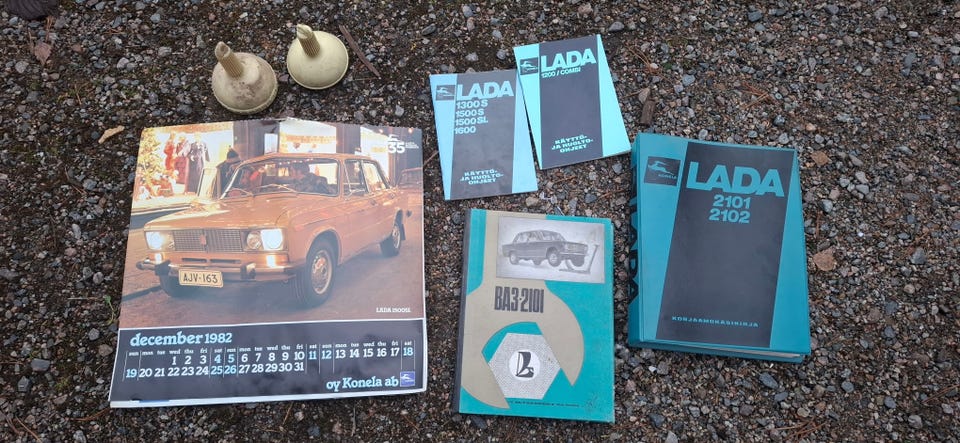 35
AJV-163
LADA 1500SL
december 1982
sun mon tue wed thu fri sat sun mon tue wed thu fri sat sun mon tue wed thu fri sat
1 2 3 4 5 6 7 8 9 10 11 12 13 14 15 16 17 18
19 20 21 22 23 24 25 26 27 28 29 30 31
oy Konela ab
LADA
1300 S
1500 S
1500 SL
1600
KÄYTTÖ-
JA HUOLTO-
OHJEET
LADA
1200 / COMBI
KÄYTTÖ-
JA HUOLTO-
OHJEET
ВАЗ-2101
KONELA
LADA
2101
2102
KORJAAMOKÄSIKIRJA